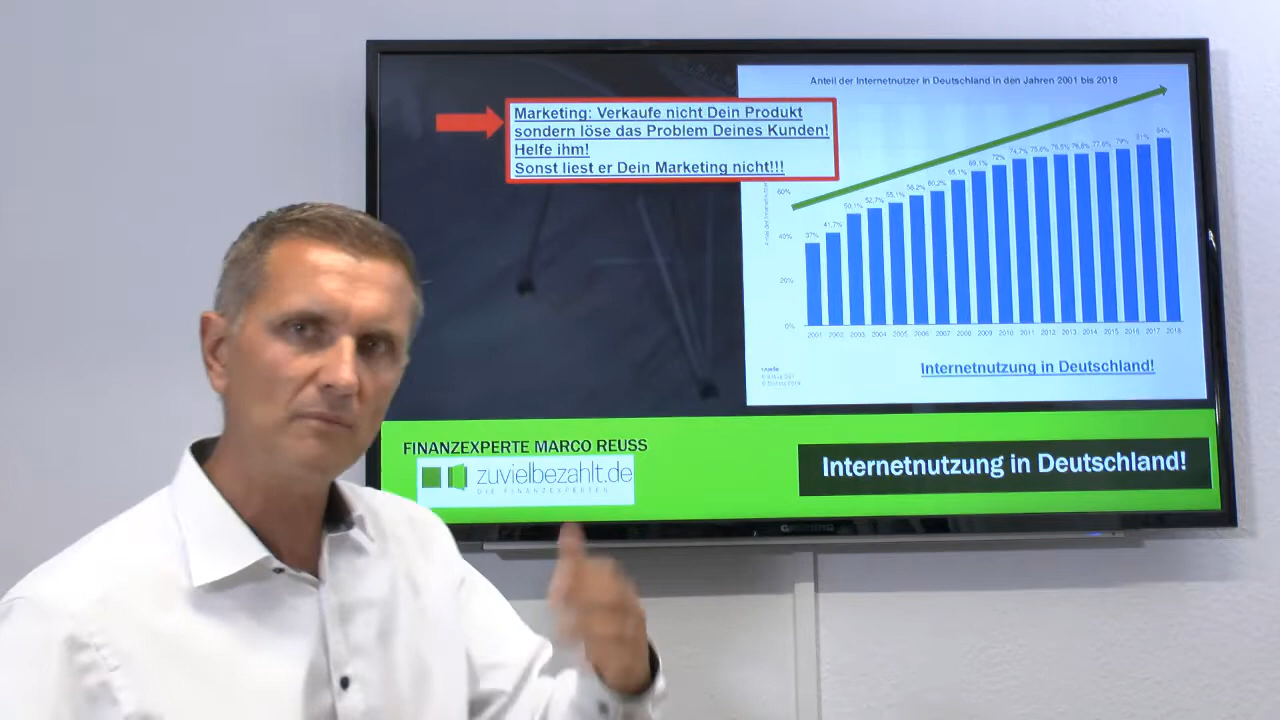 Anteil der Internetnutzer in Deutschland in den Jahren 2001 bis 2018
Marketing: Verkaufe nicht Dein Produkt
sondern löse das Problem Deines Kunden!
Helfe ihm!
Sonst liest er Dein Marketing nicht!!!
37% 41,7% 50,1% 52,7% 55,1% 58,2% 60,2% 65,1% 69,1% 72% 74,7% 75,6% 76,5% 76,8% 77,6% 79% 81% 84%
60%
40%
20%
0%
2001 2002 2003 2004 2005 2006 2007 2008 2009 2010 2011 2012 2013 2014 2015 2016 2017 2018
Internetnutzung in Deutschland!
FINANZEXPERTE MARCO REUSS
zuvielbezahlt.de
DIE FINANZEXPERTEN
Internetnutzung in Deutschland!
GRUNDIG